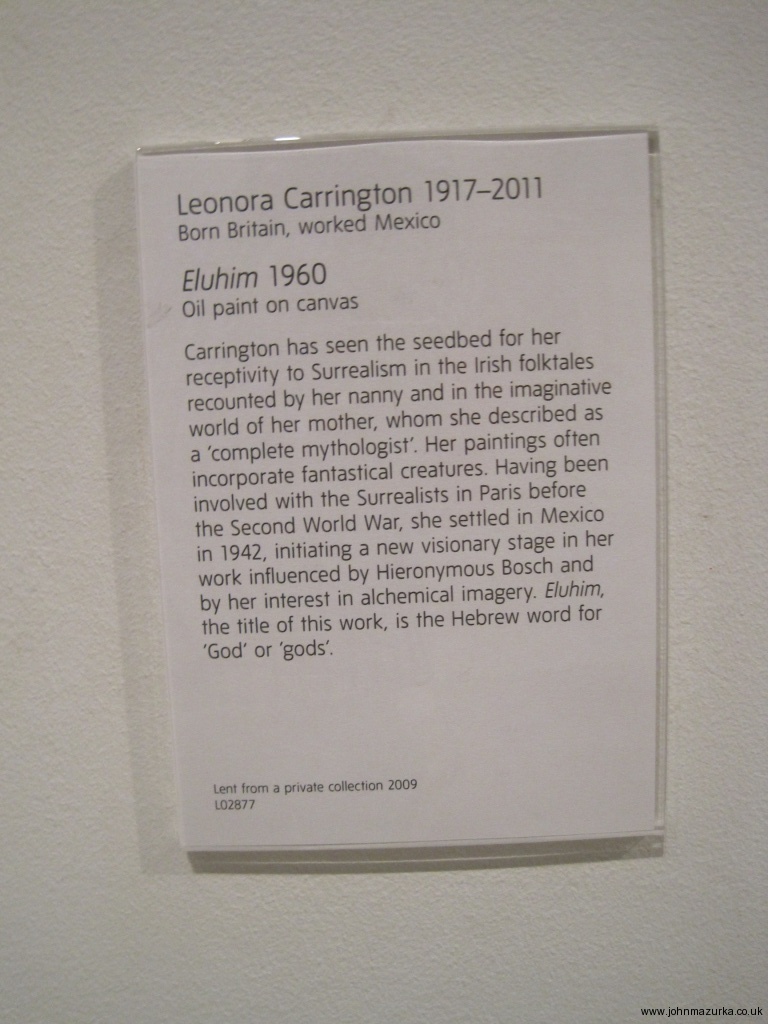 Leonora Carrington 1917–2011
Born Britain, worked Mexico
Eluhim 1960
Oil paint on canvas
Carrington has seen the seedbed for her
receptivity to Surrealism in the Irish folktales
recounted by her nanny and in the imaginative
world of her mother, whom she described as
a ‘complete mythologist’. Her paintings often
incorporate fantastical creatures. Having been
involved with the Surrealists in Paris before
the Second World War, she settled in Mexico
in 1942, initiating a new visionary stage in her
work influenced by Hieronymous Bosch and
by her interest in alchemical imagery. Eluhim,
the title of this work, is the Hebrew word for
‘God’ or ‘gods’.
Lent from a private collection 2009
L02877
www.johnmazurka.co.uk